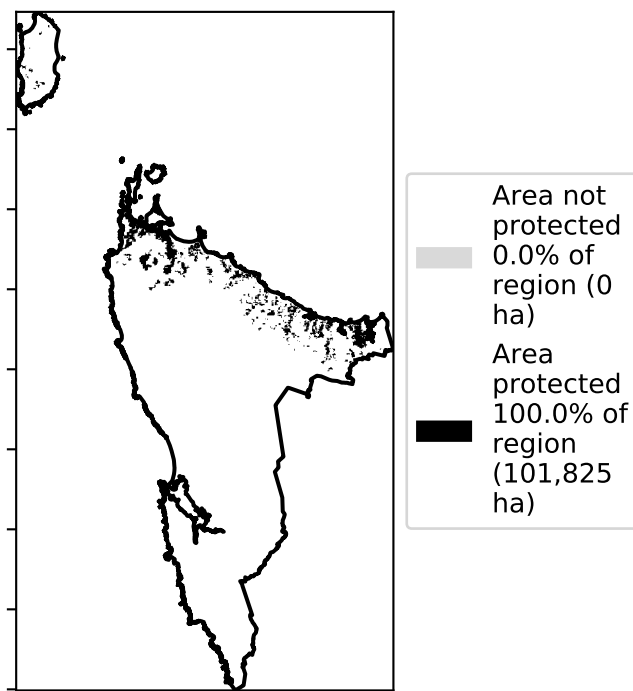 Area not
protected
0.0% of
region (0
ha)
Area
protected
100.0% of
region
(101,825
ha)